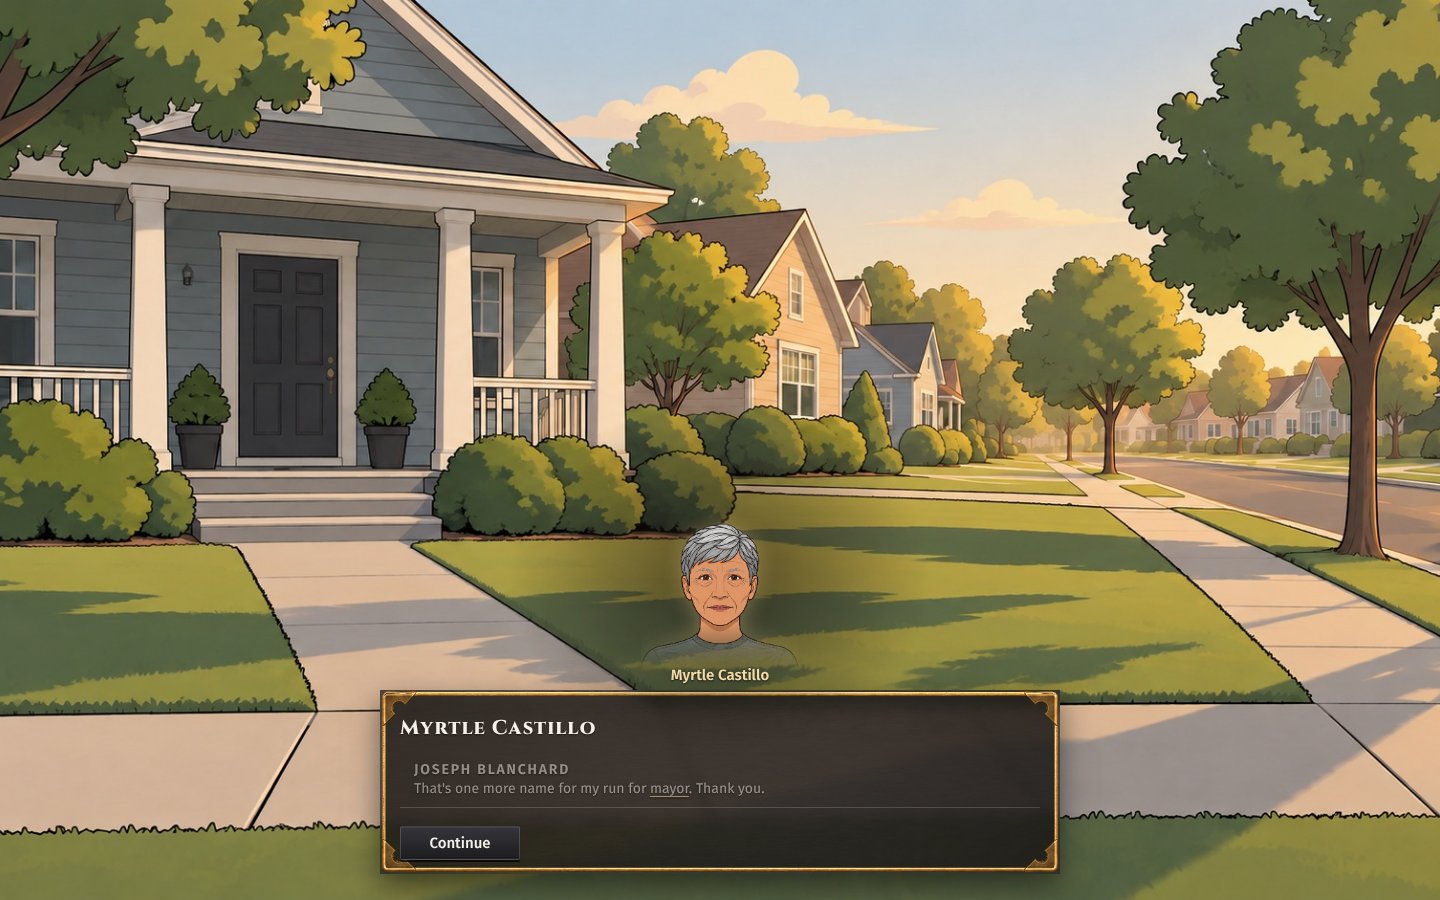 Myrtle Castillo
Myrtle Castillo
JOSEPH BLANCHARD
That's one more name for my run for mayor. Thank you.
Continue